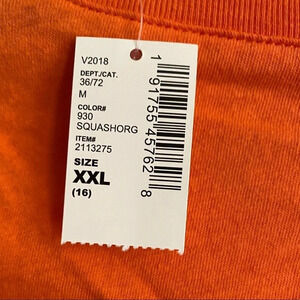 V2018
DEPT./CAT.
36/72
M
COLOR#
930
SQUASHORG
ITEM#
2113275
SIZE
XXL
(16)
1 91755 45762 8